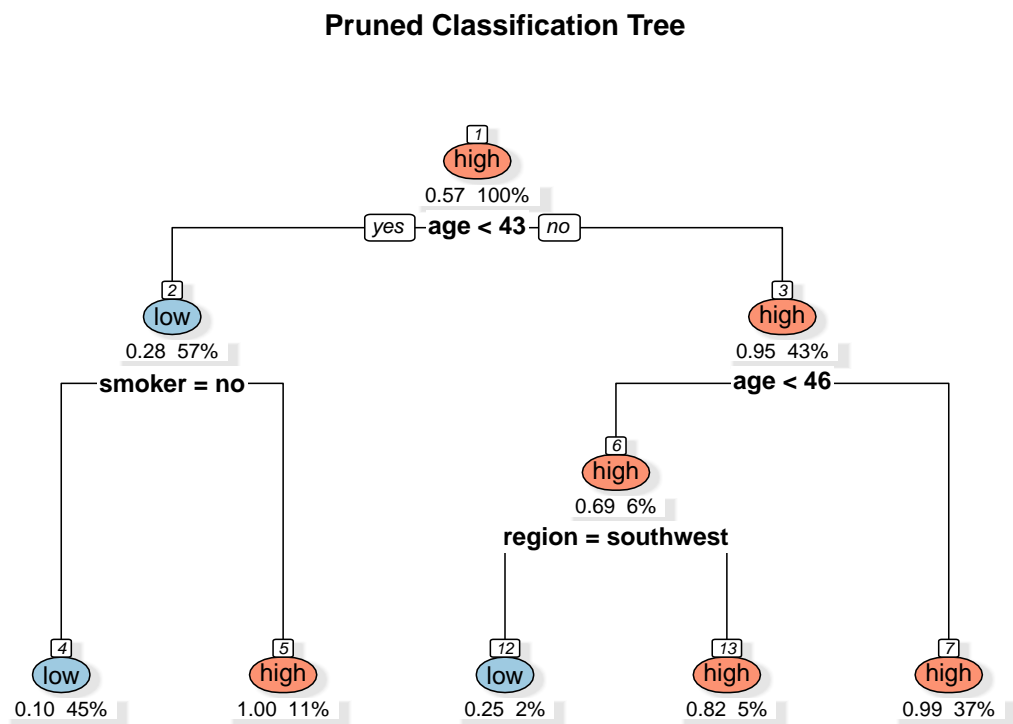 Pruned Classification Tree
1
high
0.57 100%
yes age < 43 no
2
low
0.28 57%
smoker = no
3
high
0.95 43%
age < 46
6
high
0.69 6%
region = southwest
4
low
0.10 45%
5
high
1.00 11%
12
low
0.25 2%
13
high
0.82 5%
7
high
0.99 37%